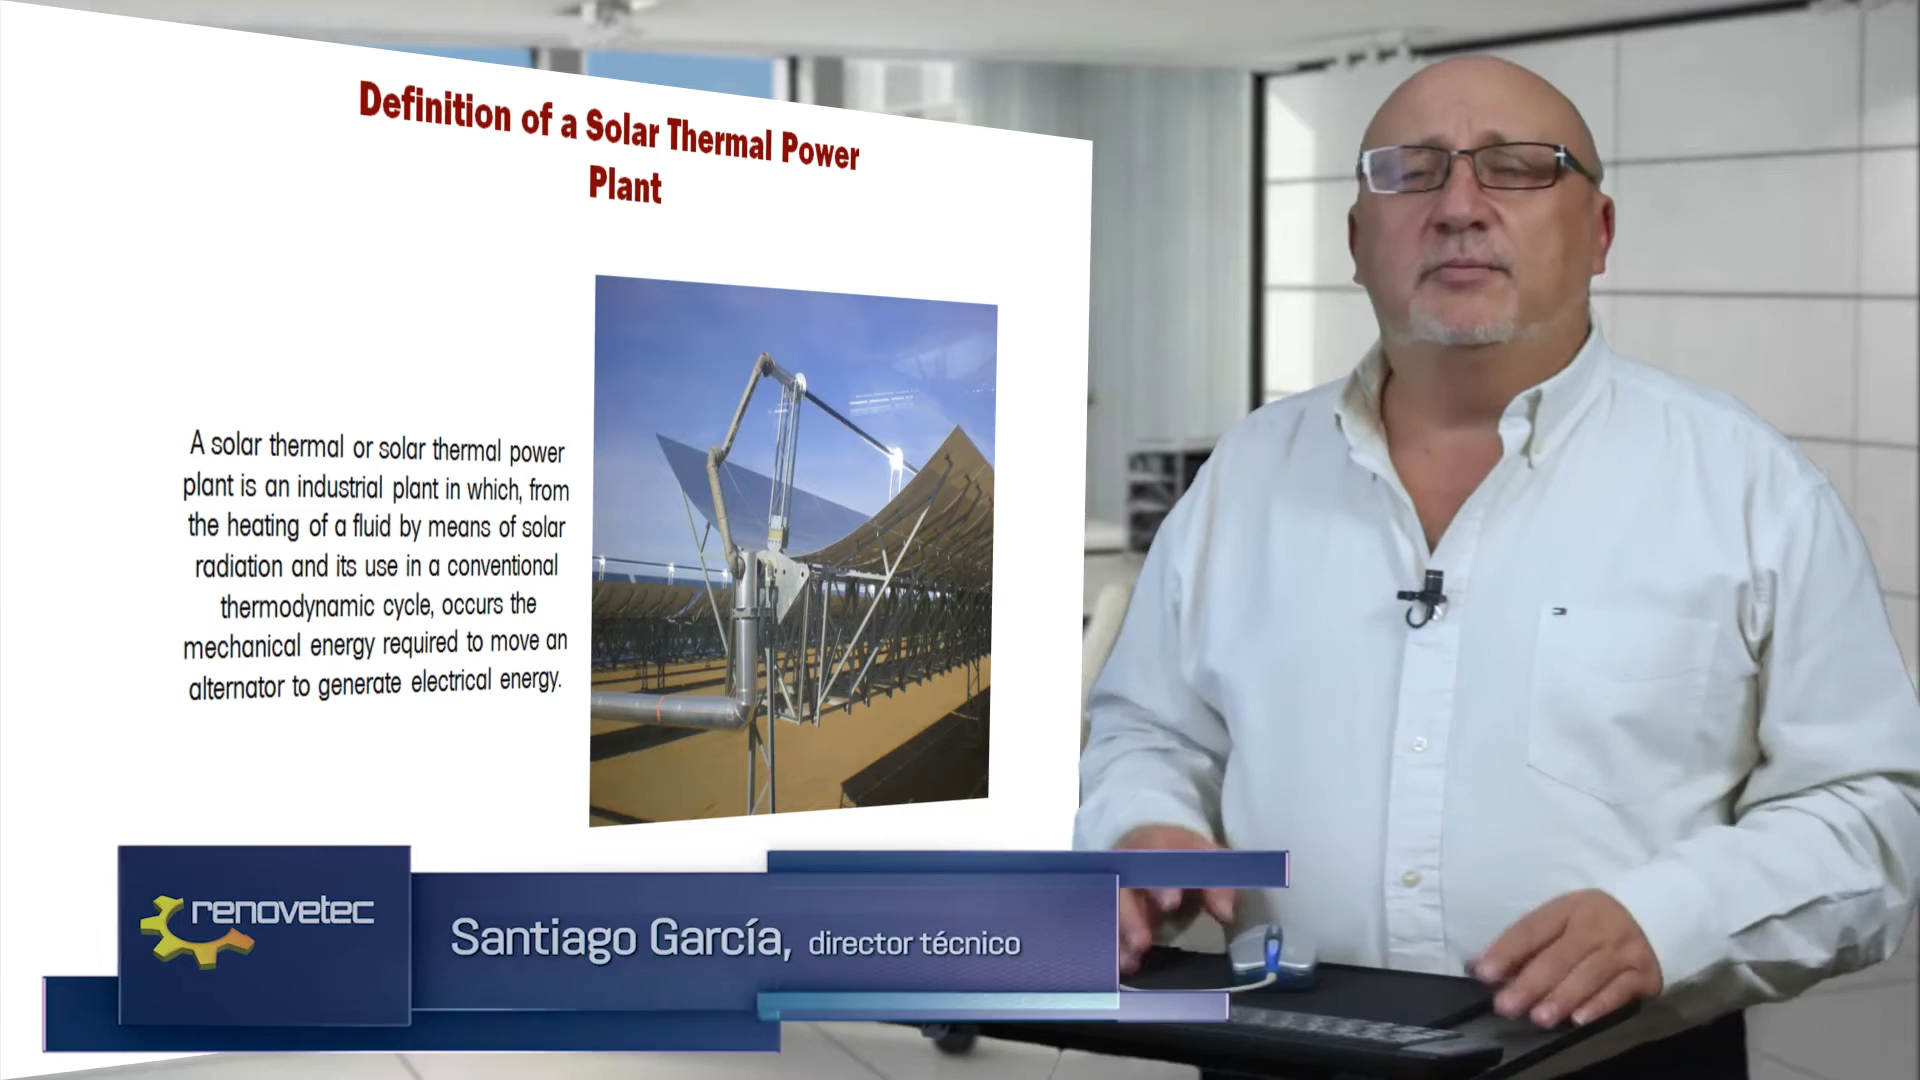 Definition of a Solar Thermal Power
Plant
A solar thermal or solar thermal power
plant is an industrial plant in which, from
the heating of a fluid by means of solar
radiation and its use in a conventional
thermodynamic cycle, occurs the
mechanical energy required to move an
alternator to generate electrical energy.
renovetec
Santiago García, director técnico